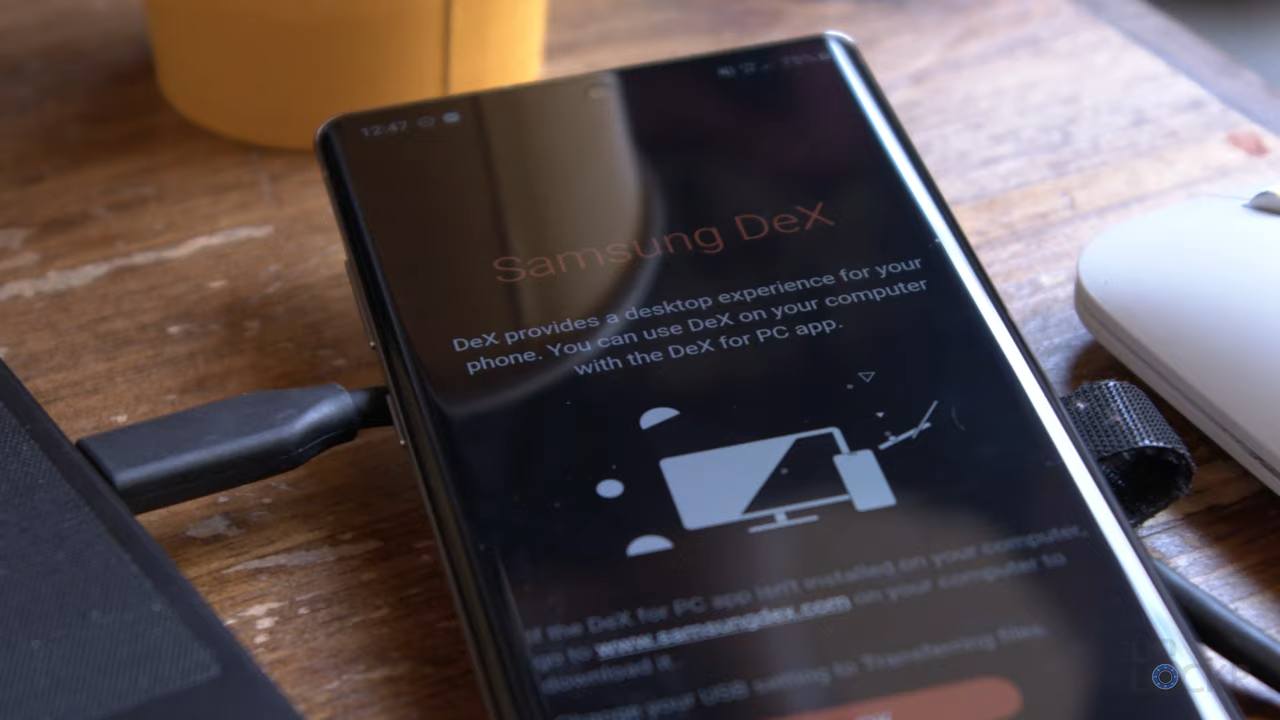 12:47
Samsung DeX
DeX provides a desktop experience for your
phone. You can use DeX on your computer
with the DeX for PC app.
If the DeX for PC app isn't installed on your computer,
go to www.samsungdex.com on your computer to
download it.
Change your USB setting to Transferring files.